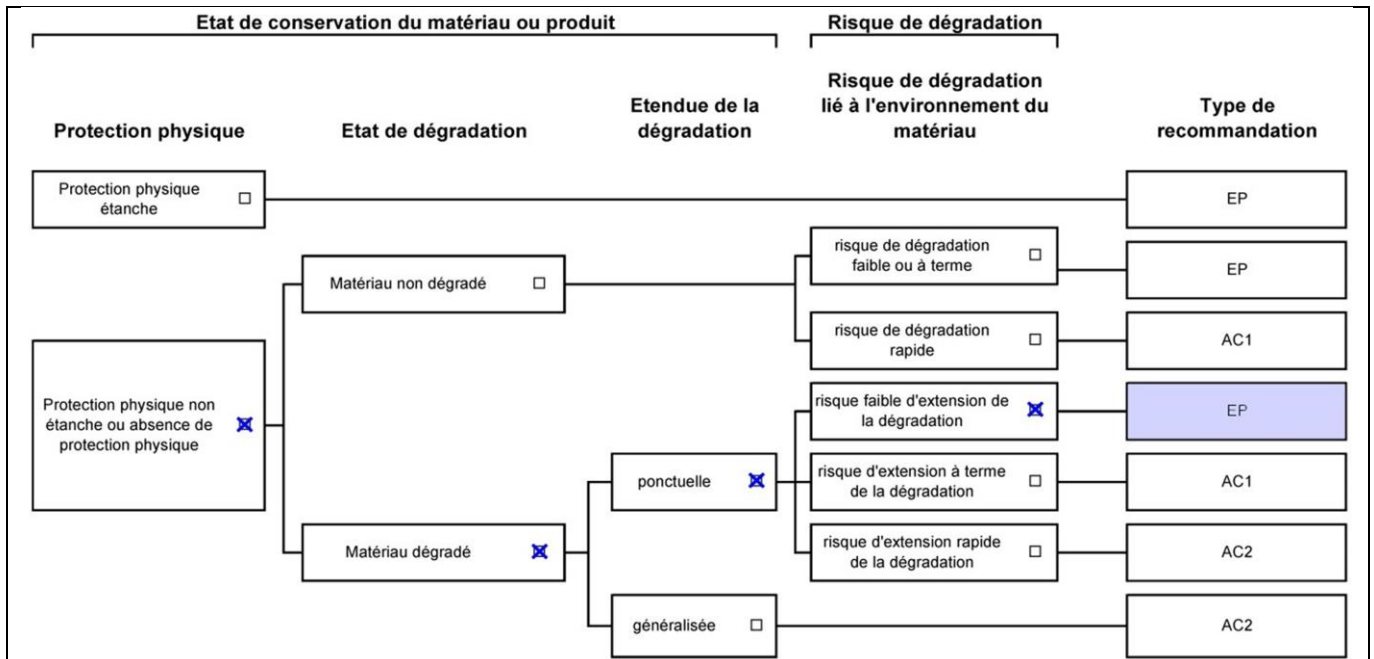 Etat de conservation du matériau ou produit
Risque de dégradation
Protection physique
Etat de dégradation
Etendue de la
dégradation
Risque de dégradation
lié à l'environnement du
matériau
Type de
recommandation
Protection physique
étanche
EP
risque de dégradation
faible ou à terme
EP
Matériau non dégradé
risque de dégradation
rapide
AC1
Protection physique non
étanche ou absence de
protection physique
risque faible d'extension de
la dégradation
EP
ponctuelle
risque d'extension à terme
de la dégradation
AC1
Matériau dégradé
risque d'extension rapide
de la dégradation
AC2
généralisée
AC2